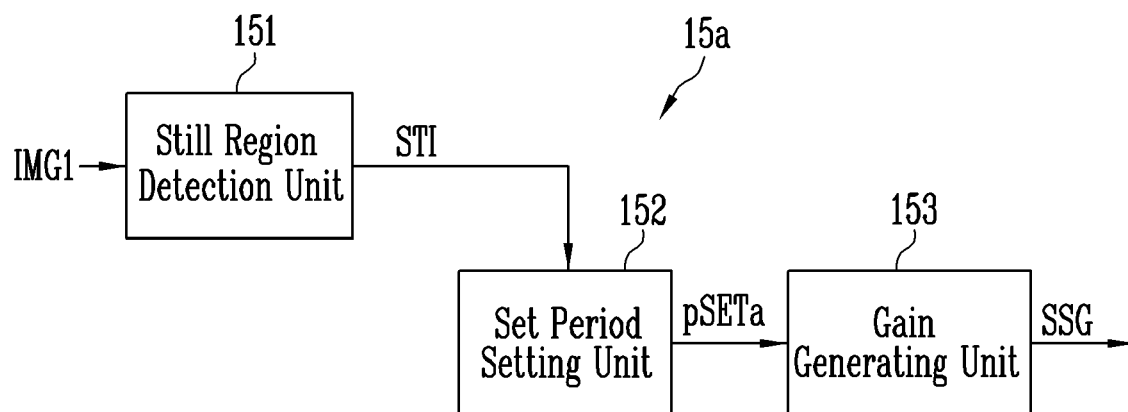 151
15a
Still Region
Detection Unit
IMG1
STI
152
153
Set Period
Setting Unit
pSETa
Gain
Generating Unit
SSG